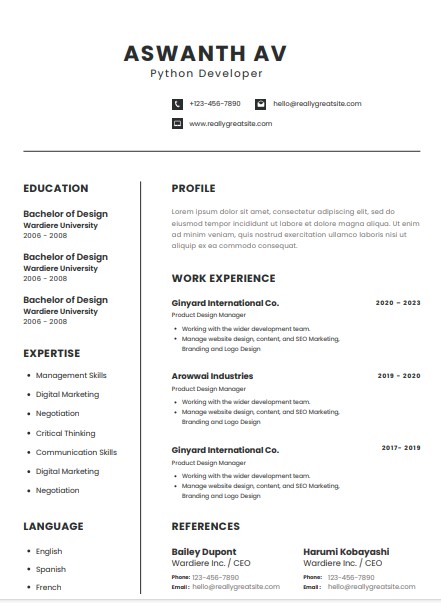 ASWANTH AV
Python Developer
+123-456-7890
hello@reallygreatsite.com
www.reallygreatsite.com
EDUCATION
Bachelor of Design
Wardiere University
2006 - 2008
Bachelor of Design
Wardiere University
2006 - 2008
Bachelor of Design
Wardiere University
2006 - 2008
EXPERTISE
• Management Skills
• Digital Marketing
• Negotiation
• Critical Thinking
• Communication Skills
• Digital Marketing
• Negotiation
LANGUAGE
• English
• Spanish
• French
PROFILE
Lorem ipsum dolor sit amet, consectetur adipiscing elit, sed do
eiusmod tempor incididunt ut labore et dolore magna aliqua. Ut enim
ad minim veniam, quis nostrud exercitation ullamco laboris nisi ut
aliquip ex ea commodo consequat.
WORK EXPERIENCE
Ginyard International Co. 2020 - 2023
Product Design Manager
• Working with the wider development team.
• Manage website design, content, and SEO Marketing,
Branding and Logo Design
Arowwai Industries 2019 - 2020
Product Design Manager
• Working with the wider development team.
• Manage website design, content, and SEO Marketing,
Branding and Logo Design
Ginyard International Co. 2017- 2019
Product Design Manager
• Working with the wider development team.
• Manage website design, content, and SEO Marketing,
Branding and Logo Design
REFERENCES
Bailey Dupont
Wardiere Inc. / CEO
Phone: 123-456-7890
Email : hello@reallygreatsite.com
Harumi Kobayashi
Wardiere Inc. / CEO
Phone: 123-456-7890
Email : hello@reallygreatsite.com